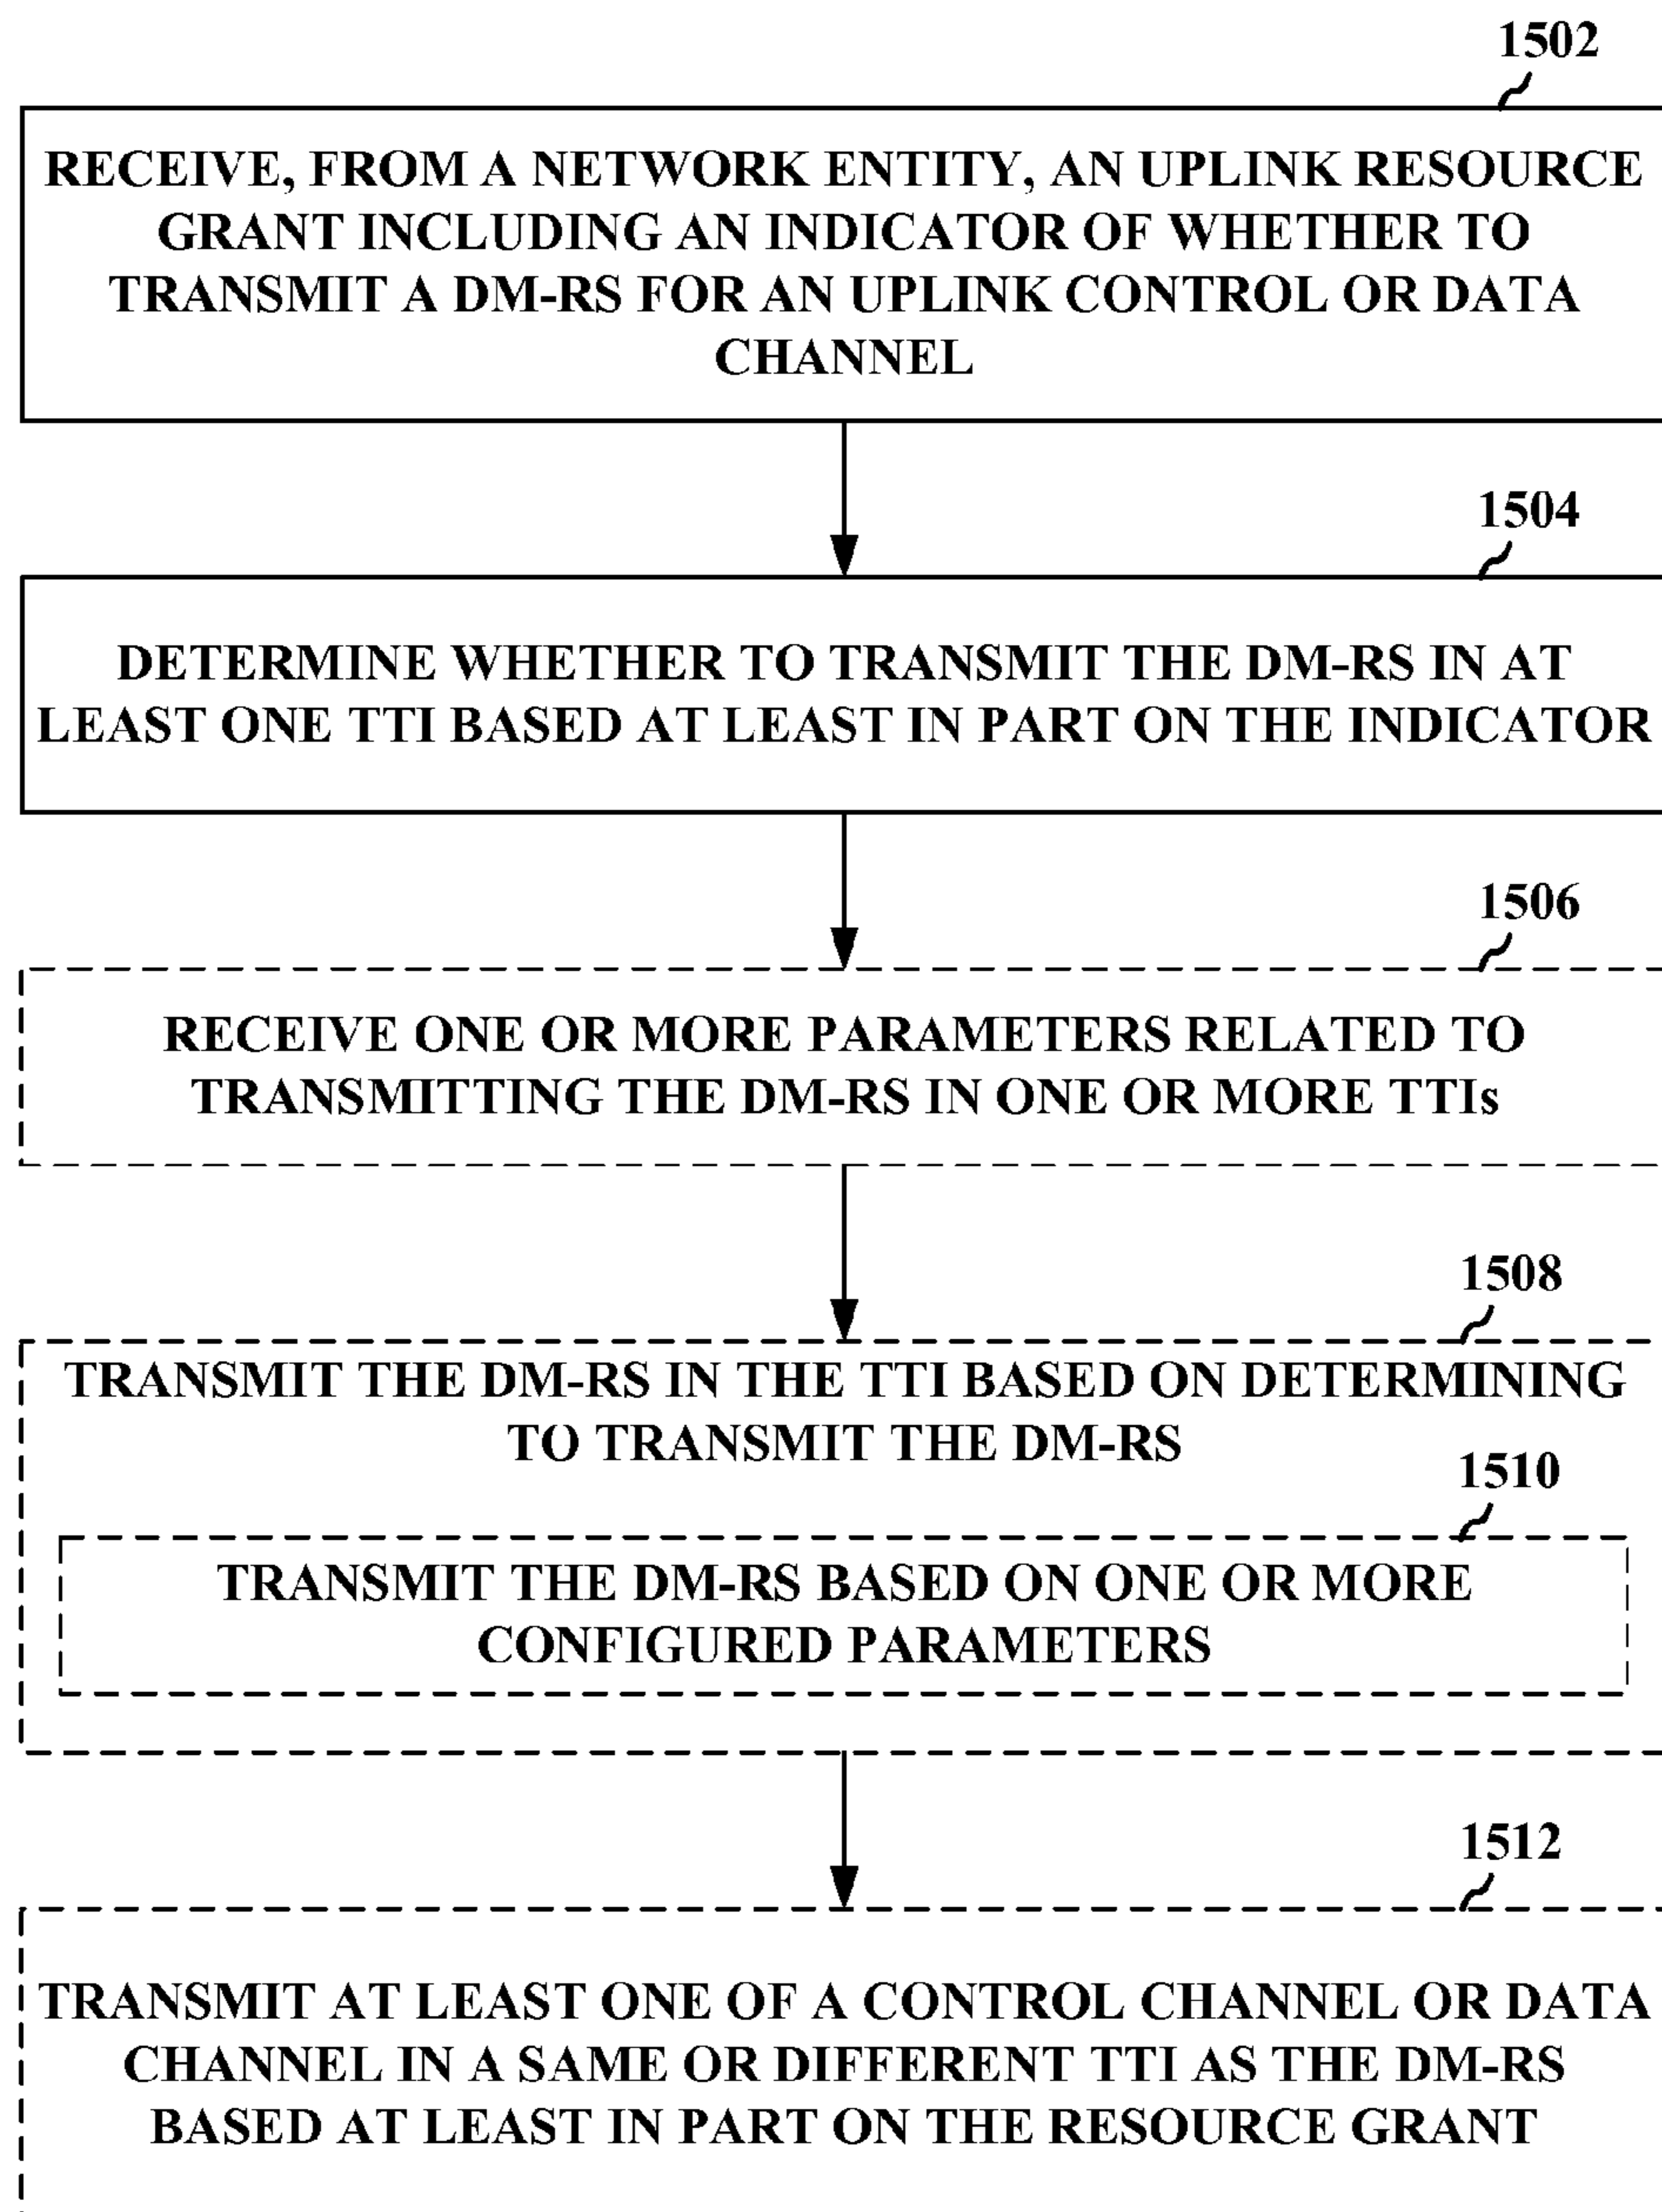 1502
RECEIVE, FROM A NETWORK ENTITY, AN UPLINK RESOURCE
GRANT INCLUDING AN INDICATOR OF WHETHER TO
TRANSMIT A DM-RS FOR AN UPLINK CONTROL OR DATA
CHANNEL
1504
DETERMINE WHETHER TO TRANSMIT THE DM-RS IN AT
LEAST ONE TTI BASED AT LEAST IN PART ON THE INDICATOR
1506
RECEIVE ONE OR MORE PARAMETERS RELATED TO
TRANSMITTING THE DM-RS IN ONE OR MORE TTIs
1508
TRANSMIT THE DM-RS IN THE TTI BASED ON DETERMINING
TO TRANSMIT THE DM-RS
1510
TRANSMIT THE DM-RS BASED ON ONE OR MORE
CONFIGURED PARAMETERS
1512
TRANSMIT AT LEAST ONE OF A CONTROL CHANNEL OR DATA
CHANNEL IN A SAME OR DIFFERENT TTI AS THE DM-RS
BASED AT LEAST IN PART ON THE RESOURCE GRANT